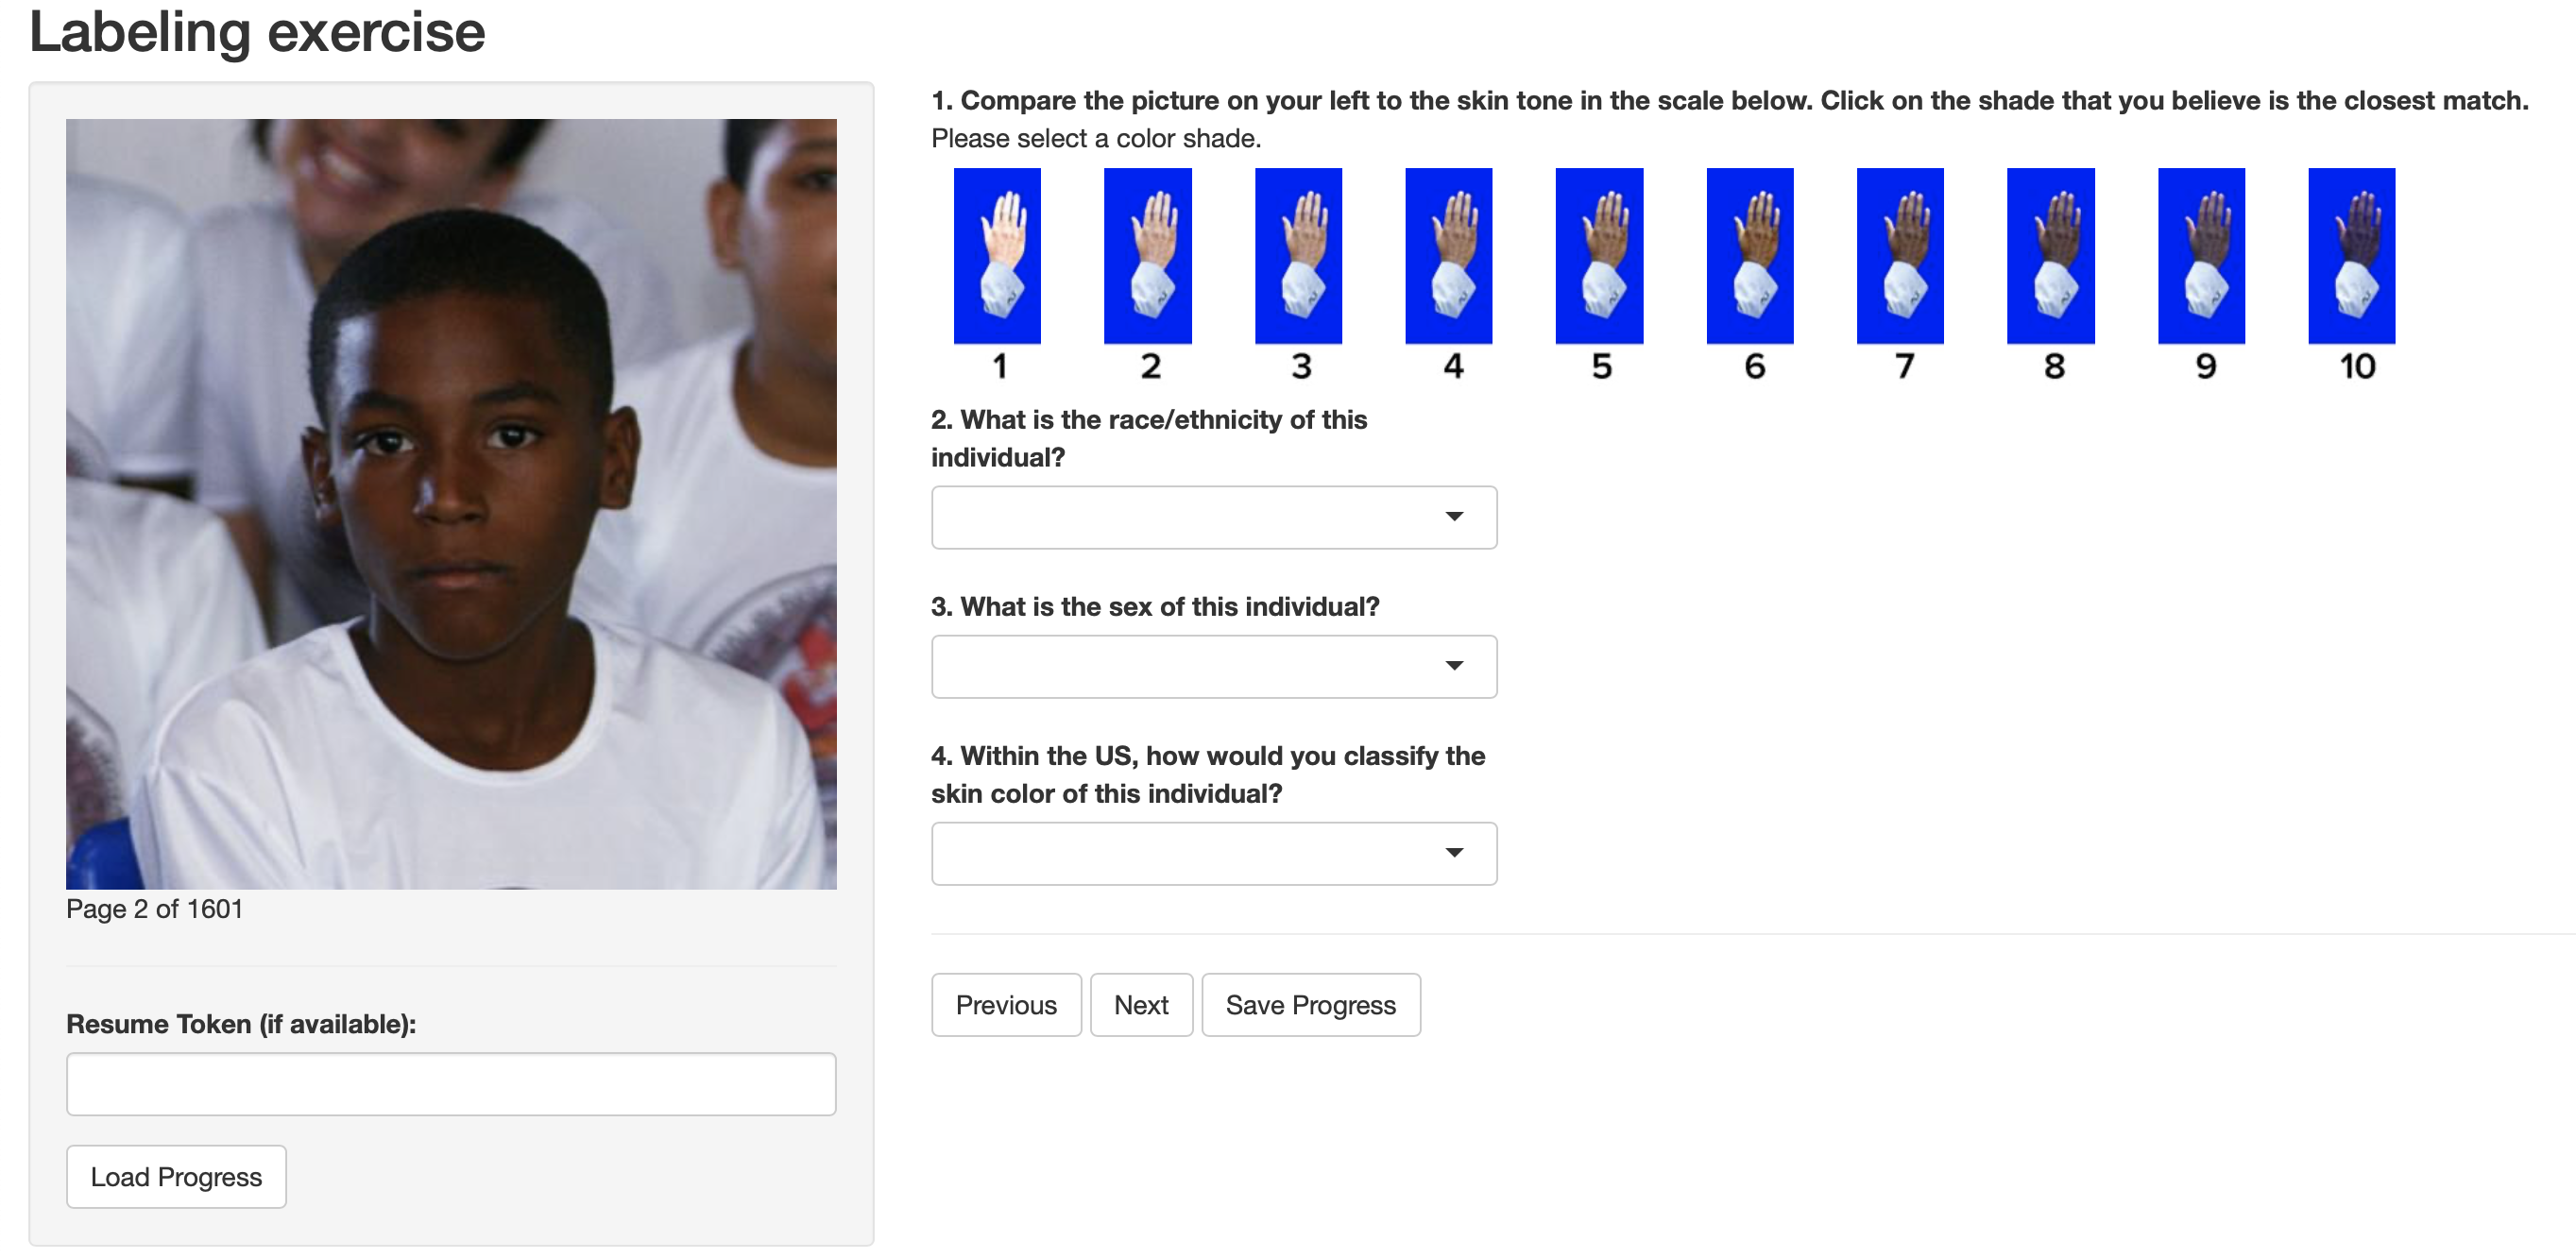 Labeling exercise
1. Compare the picture on your left to the skin tone in the scale below. Click on the shade that you believe is the closest match.
Please select a color shade.
1 2 3 4 5 6 7 8 9 10
2. What is the race/ethnicity of this
individual?
3. What is the sex of this individual?
4. Within the US, how would you classify the
skin color of this individual?
Page 2 of 1601
Previous Next Save Progress
Resume Token (if available):
Load Progress